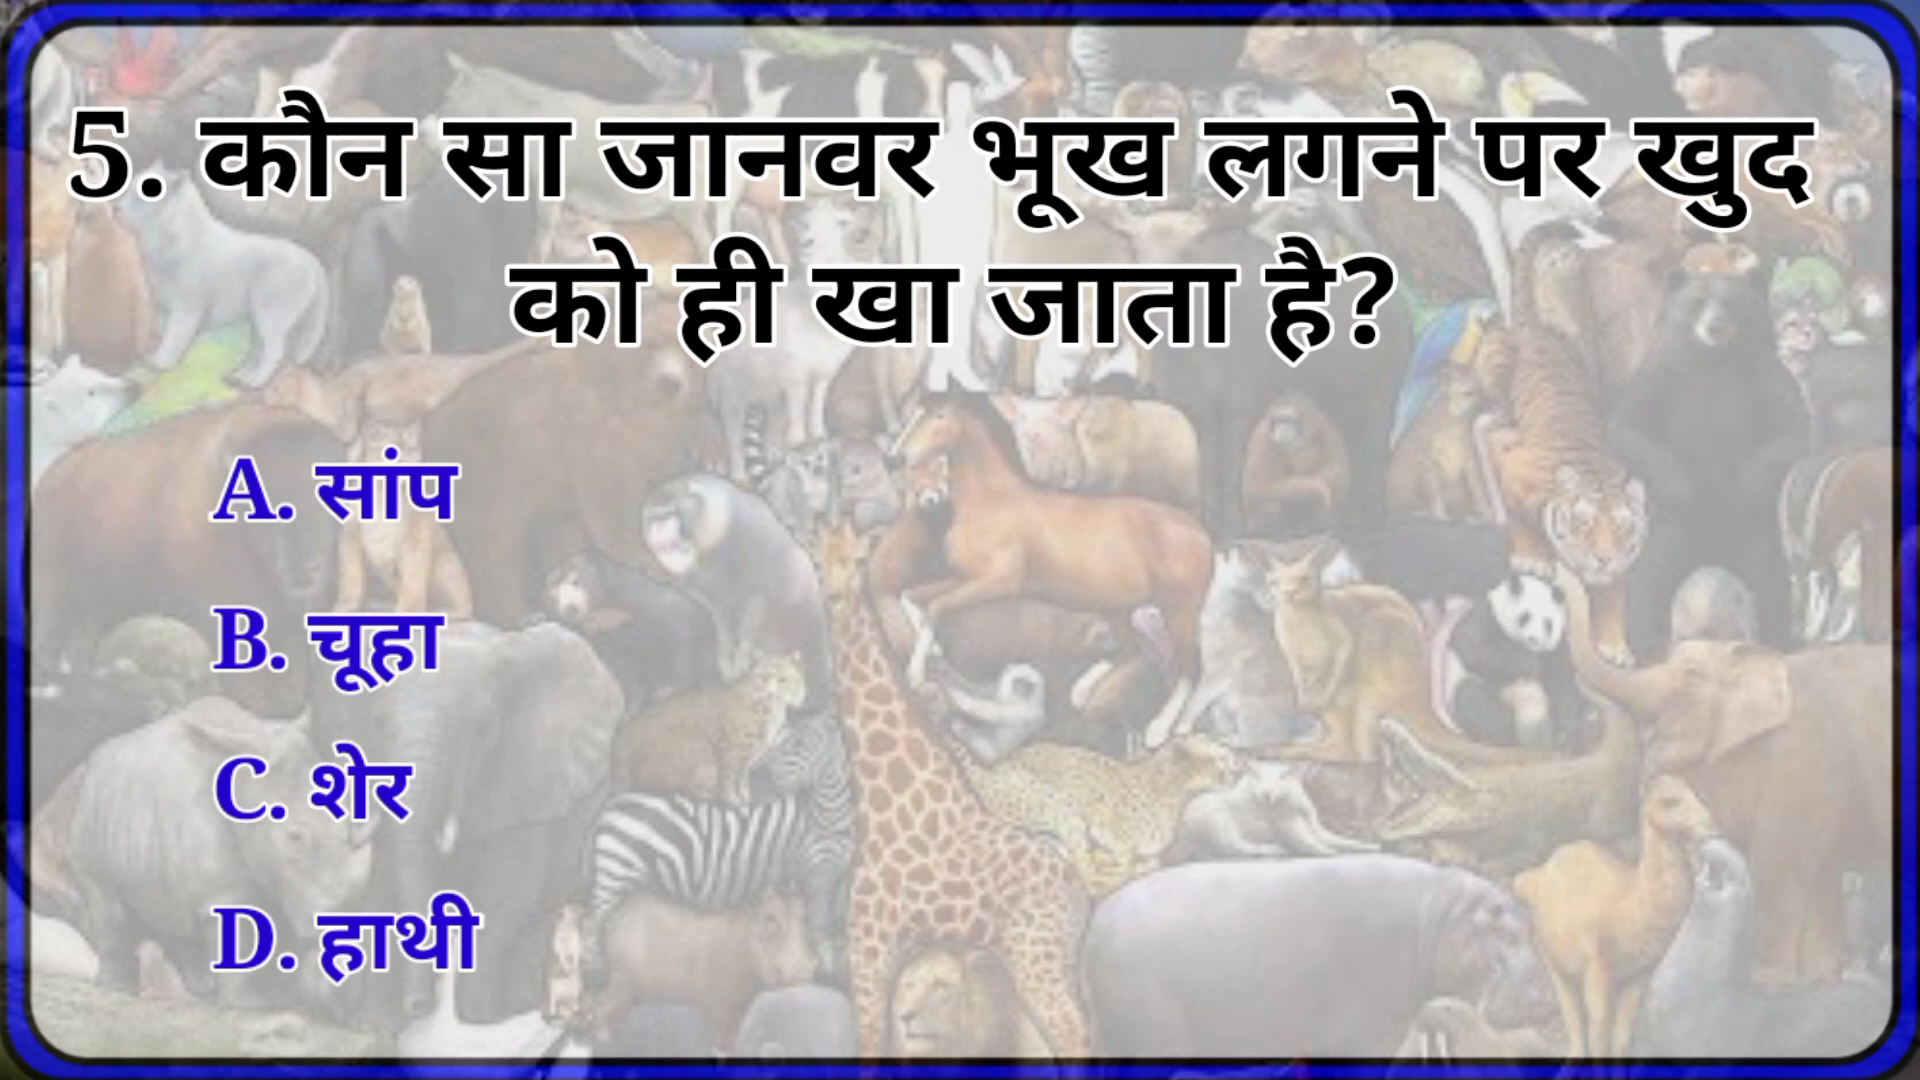 5. कौन सा जानवर भूख लगने पर खुद
को ही खा जाता है?
A. सांप
B. चूहा
C. शेर
D. हाथी